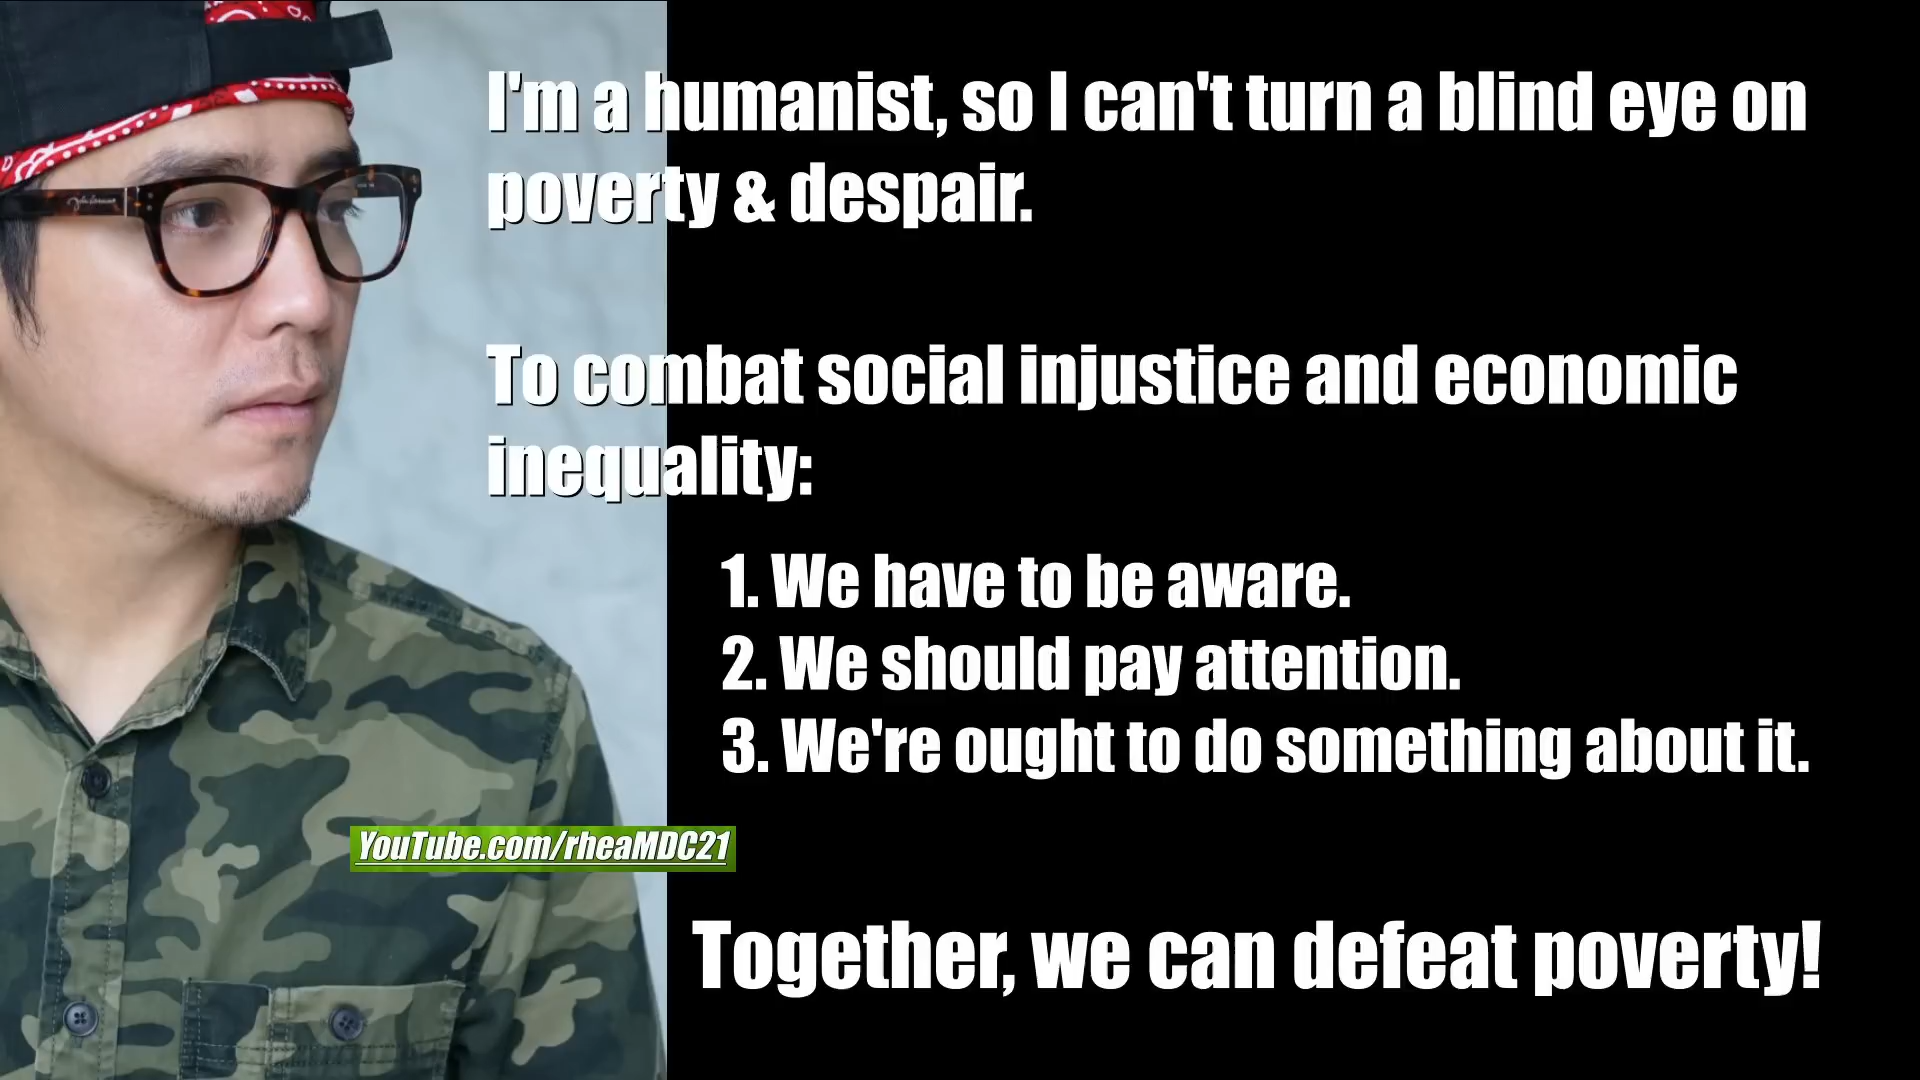 I'm a humanist, so I can't turn a blind eye on
poverty & despair.
To combat social injustice and economic
inequality:
1. We have to be aware.
2. We should pay attention.
3. We're ought to do something about it.
YouTube.com/rheaMDC21
Together, we can defeat poverty!